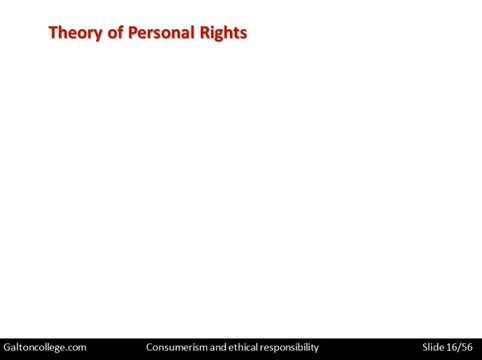 Theory of Personal Rights
Galtoncollege.com Consumerism and ethical responsibility Slide 16/56